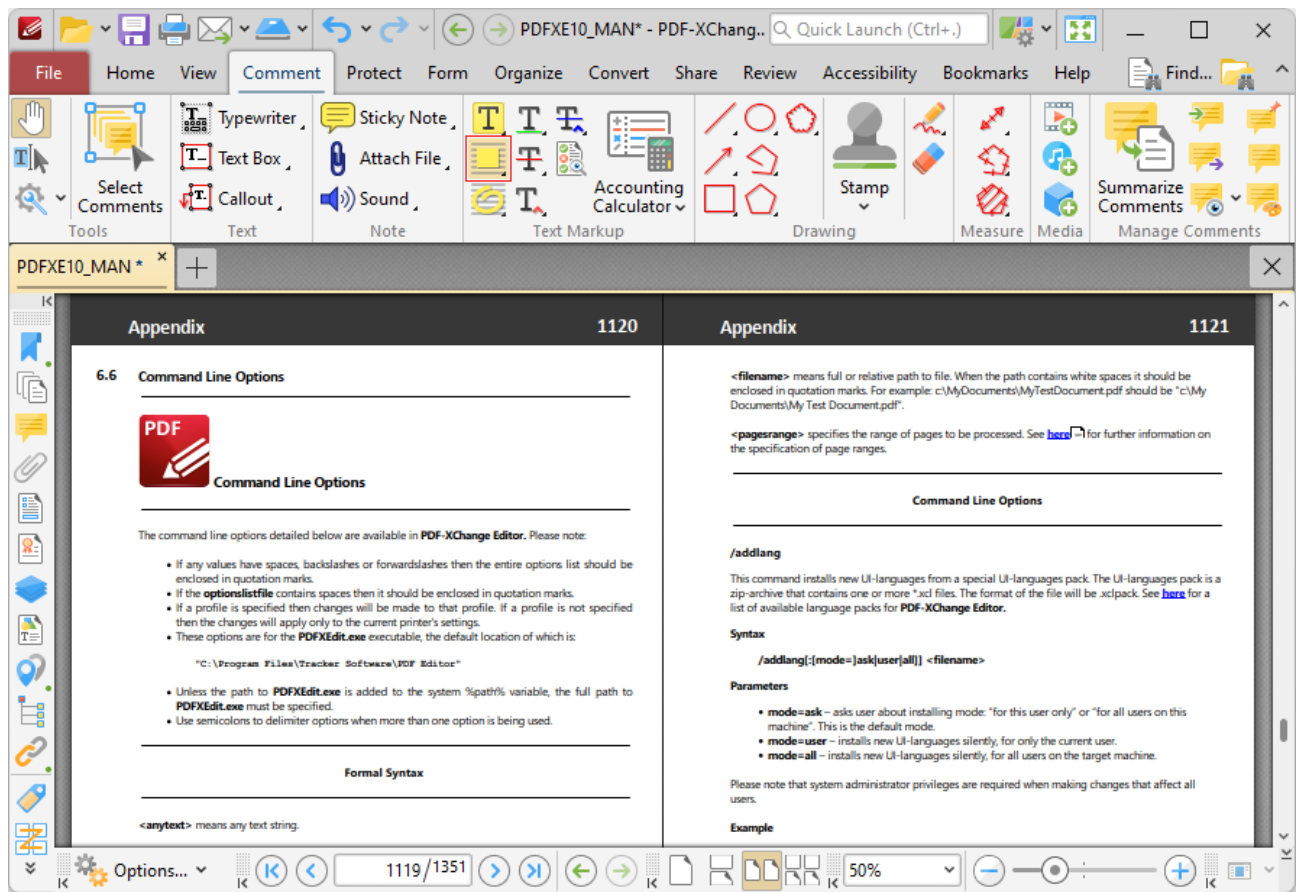 PDFXE10_MAN* - PDF-XChang..
Quick Launch (Ctrl+.)
File Home View Comment Protect Form Organize Convert Share Review Accessibility Bookmarks Help Find...
Typewriter
Text Box
Callout
Select
Comments
Sticky Note
Attach File
Sound
Accounting
Calculator
Stamp
Summarize
Comments
Tools Text Note Text Markup Drawing Measure Media Manage Comments
PDFXE10_MAN *
Appendix 1120
6.6 Command Line Options
PDF
Command Line Options
The command line options detailed below are available in PDF-XChange Editor. Please note:
• If any values have spaces, backslashes or forwardslashes then the entire options list should be
enclosed in quotation marks.
• If the optionslistfile contains spaces then it should be enclosed in quotation marks.
• If a profile is specified then changes will be made to that profile. If a profile is not specified
then the changes will apply only to the current printer's settings.
• These options are for the PDFXEdit.exe executable, the default location of which is:
"C:\Program Files\Tracker Software\PDF Editor"
• Unless the path to PDFXEdit.exe is added to the system %path% variable, the full path to
PDFXEdit.exe must be specified.
• Use semicolons to delimiter options when more than one option is being used.
Formal Syntax
<anytext> means any text string.
Appendix 1121
<filename> means full or relative path to file. When the path contains white spaces it should be
enclosed in quotation marks. For example: c:\MyDocuments\MyTestDocument.pdf should be "c:\My
Documents\My Test Document.pdf".
<pagesrange> specifies the range of pages to be processed. See here for further information on
the specification of page ranges.
Command Line Options
/addlang
This command installs new UI-languages from a special UI-languages pack. The UI-languages pack is a
zip-archive that contains one or more *.xcl files. The format of the file will be .xclpack. See here for a
list of available language packs for PDF-XChange Editor.
Syntax
/addlang[:[mode=]ask|user|all]] <filename>
Parameters
• mode=ask – asks user about installing mode: "for this user only" or "for all users on this
machine". This is the default mode.
• mode=user – installs new UI-languages silently, for only the current user.
• mode=all – installs new UI-languages silently, for all users on the target machine.
Please note that system administrator privileges are required when making changes that affect all
users.
Example
Options... 1119/1351 50%